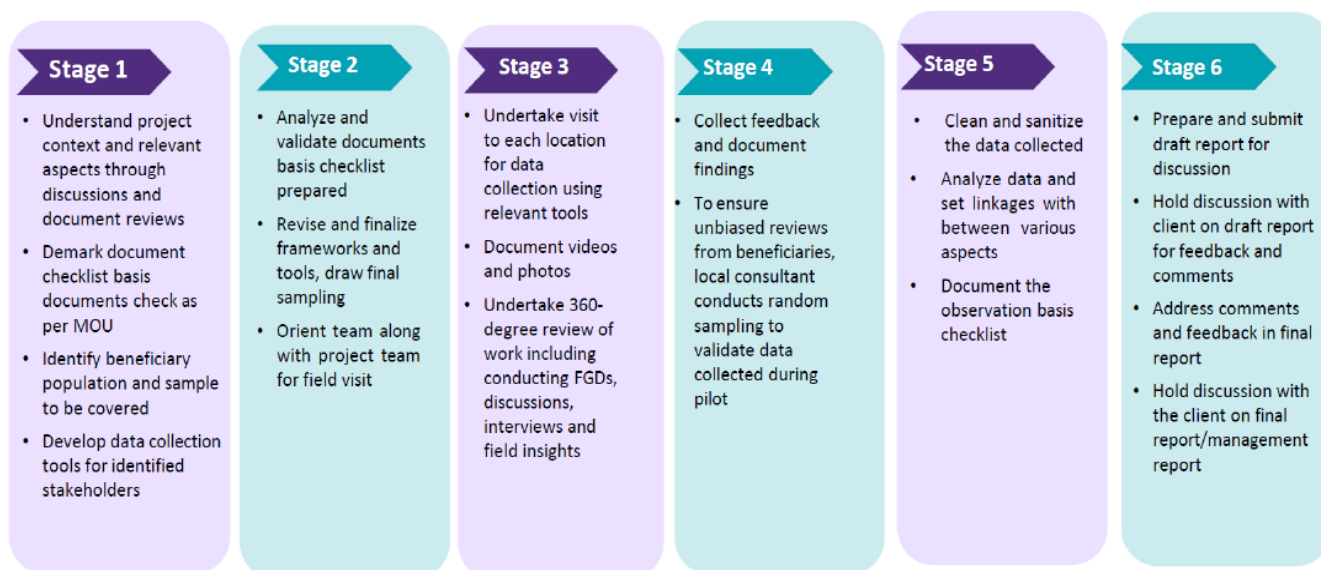 Stage 1
• Understand project
context and relevant
aspects through
discussions and
document reviews
• Demark document
checklist basis
documents check as
per MOU
• Identify beneficiary
population and sample
to be covered
• Develop data collection
tools for identified
stakeholders
Stage 2
• Analyze and
validate documents
basis checklist
prepared
• Revise and finalize
frameworks and
tools, draw final
sampling
• Orient team along
with project team
for field visit
Stage 3
• Undertake visit
to each location
for data
collection using
relevant tools
• Document videos
and photos
• Undertake 360-
degree review of
work including
conducting FGDs,
discussions,
interviews and
field insights
Stage 4
• Collect feedback
and document
findings
• To ensure
unbiased reviews
from beneficiaries,
local consultant
conducts random
sampling to
validate data
collected during
pilot
Stage 5
• Clean and sanitize
the data collected
• Analyze data and
set linkages with
between various
aspects
• Document the
observation basis
checklist
Stage 6
• Prepare and submit
draft report for
discussion
• Hold discussion with
client on draft report
for feedback and
comments
• Address comments
and feedback in final
report
• Hold discussion with
the client on final
report/management
report